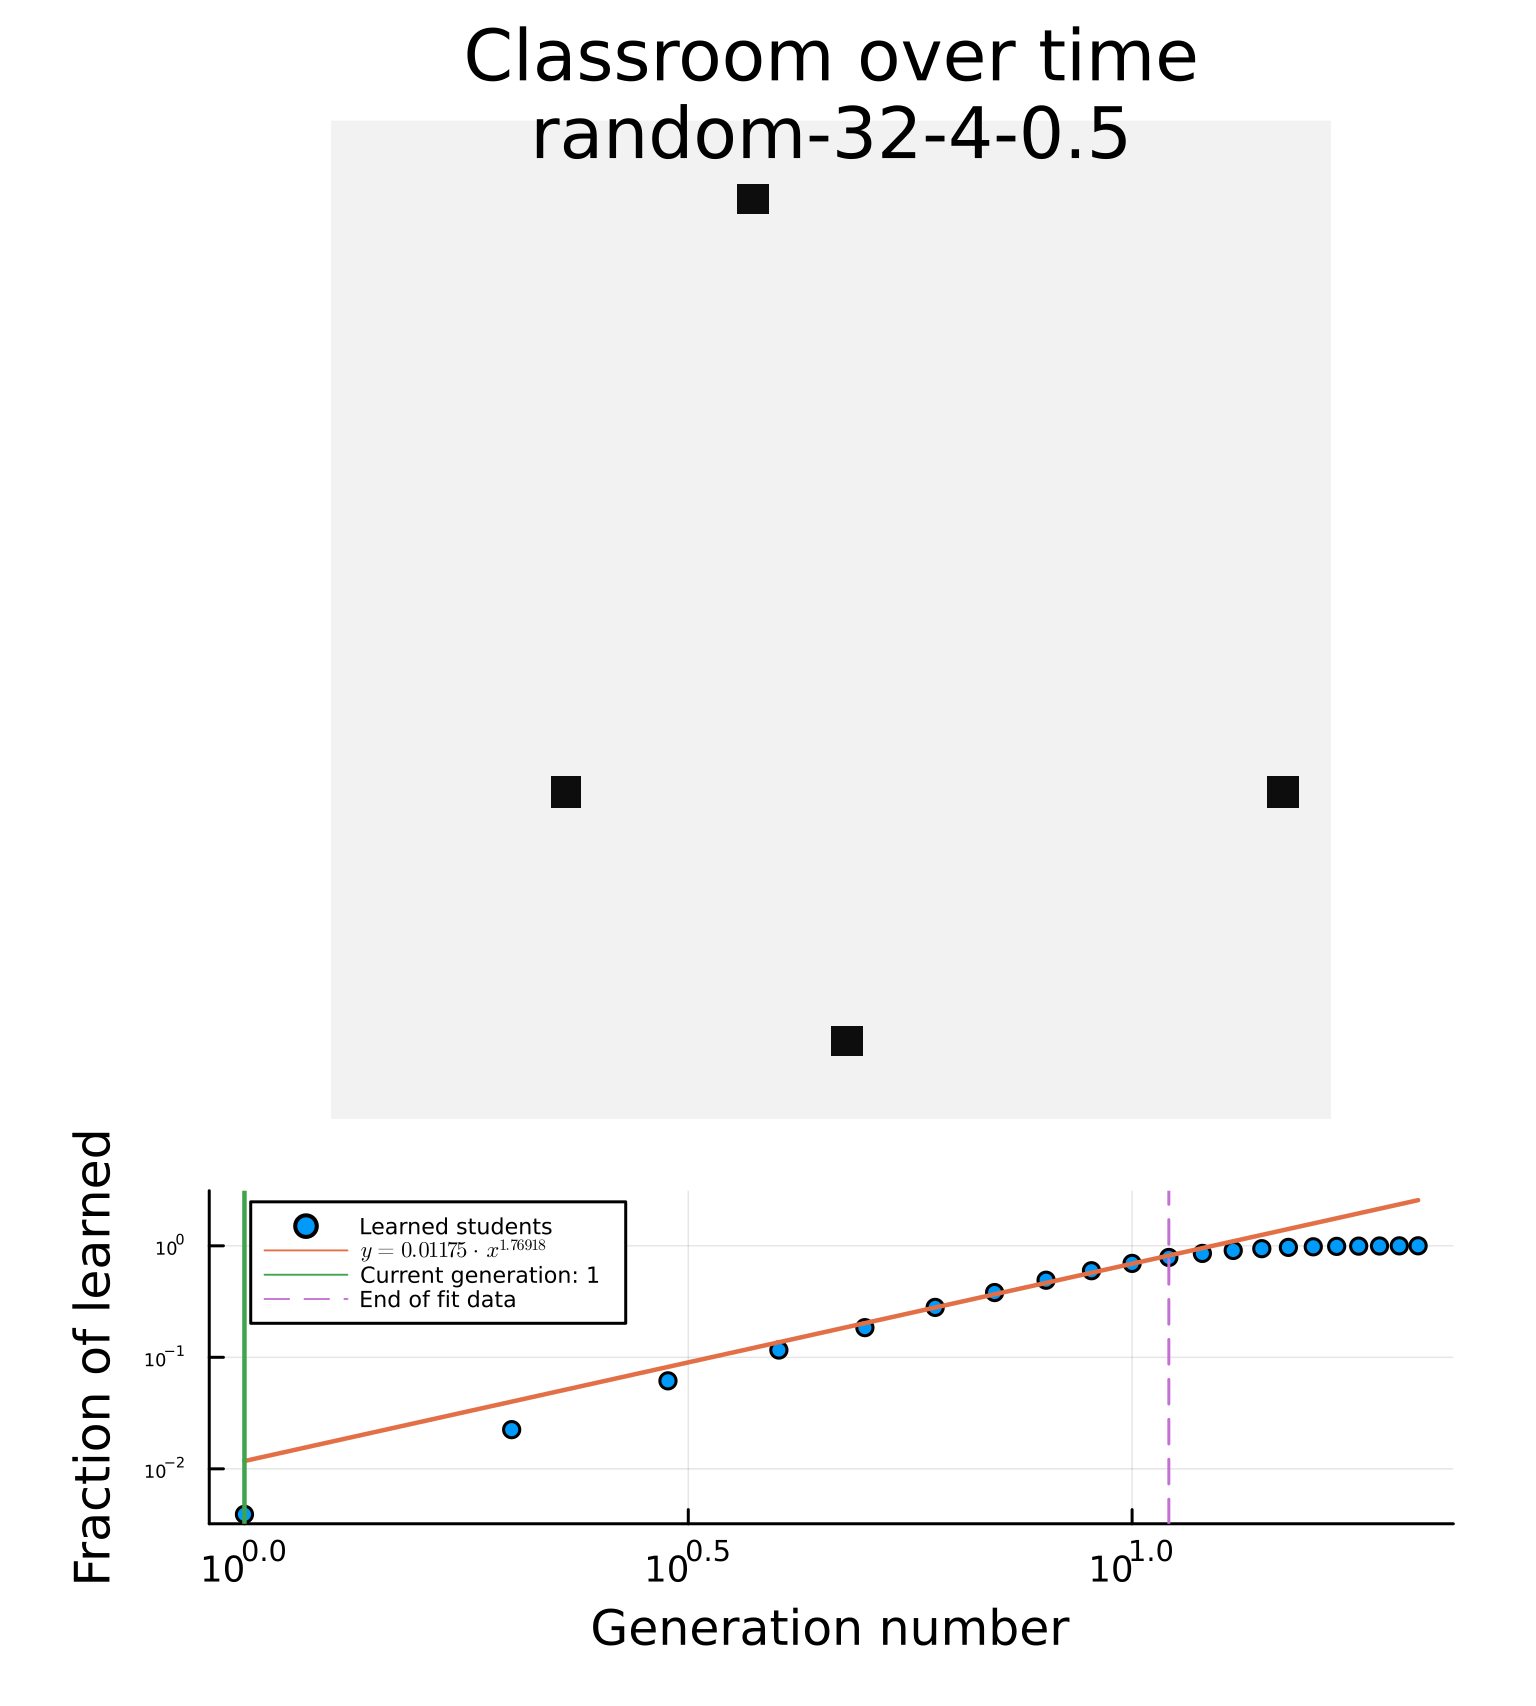 Classroom over time
random-32-4-0.5
Fraction of learned
10⁰
10⁻¹
10⁻²
Learned students
y = 0.01175 · x^1.76918
Current generation: 1
End of fit data
10^0.0
10^0.5
10^1.0
Generation number